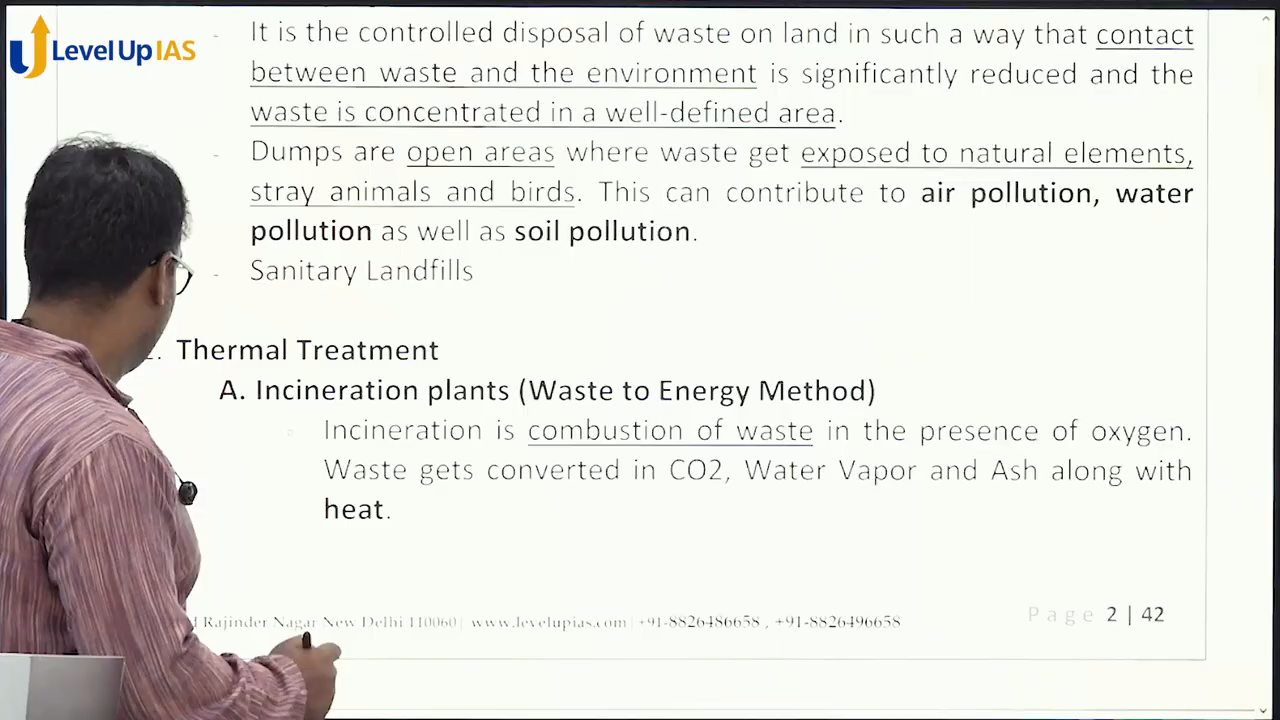 Level Up IAS
- It is the controlled disposal of waste on land in such a way that contact
between waste and the environment is significantly reduced and the
waste is concentrated in a well-defined area.
- Dumps are open areas where waste get exposed to natural elements,
stray animals and birds. This can contribute to air pollution, water
pollution as well as soil pollution.
- Sanitary Landfills
Thermal Treatment
A. Incineration plants (Waste to Energy Method)
Incineration is combustion of waste in the presence of oxygen.
Waste gets converted in CO2, Water Vapor and Ash along with
heat.
Rajinder Nagar New Delhi 110060| www.levelupias.com| +91-8826486658 , +91-8826496658
Page 2 | 42